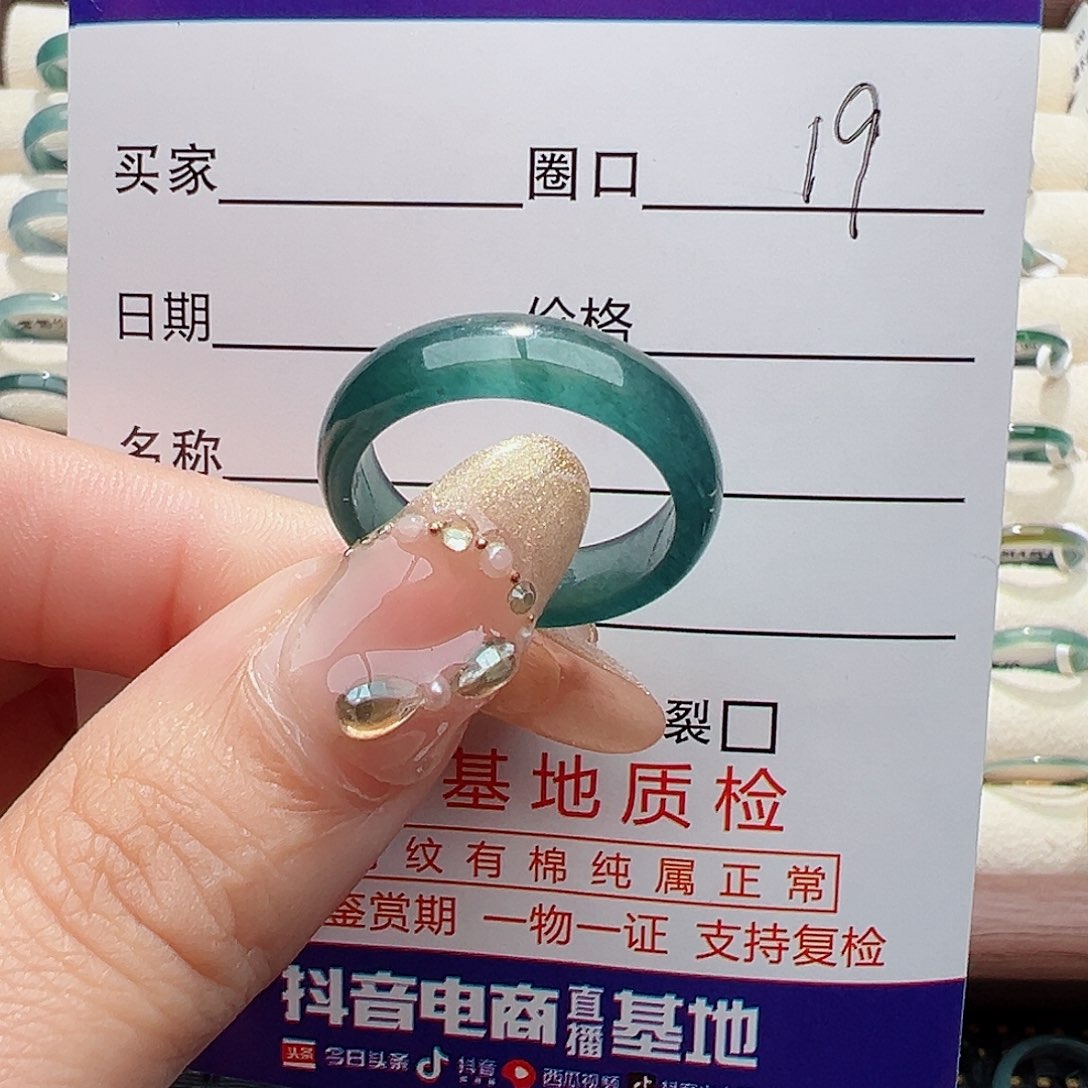 买家 圈口 19
日期 价格
名称
裂□
基地质检
纹有棉纯属正常
鉴赏期 一物一证 支持复检
抖音电商直播基地
头条 今日头条 抖音 西瓜视频